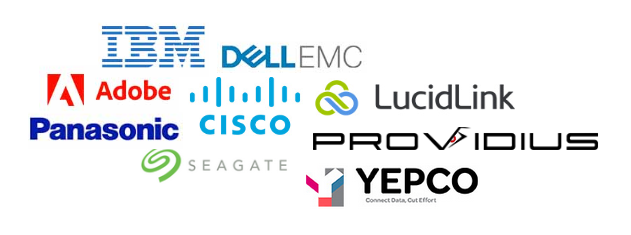 IBM
DELLEMC
Adobe
CISCO
LucidLink
Panasonic
PROVIDIUS
SEAGATE
YEPCO
Connect Data, Cut Effort